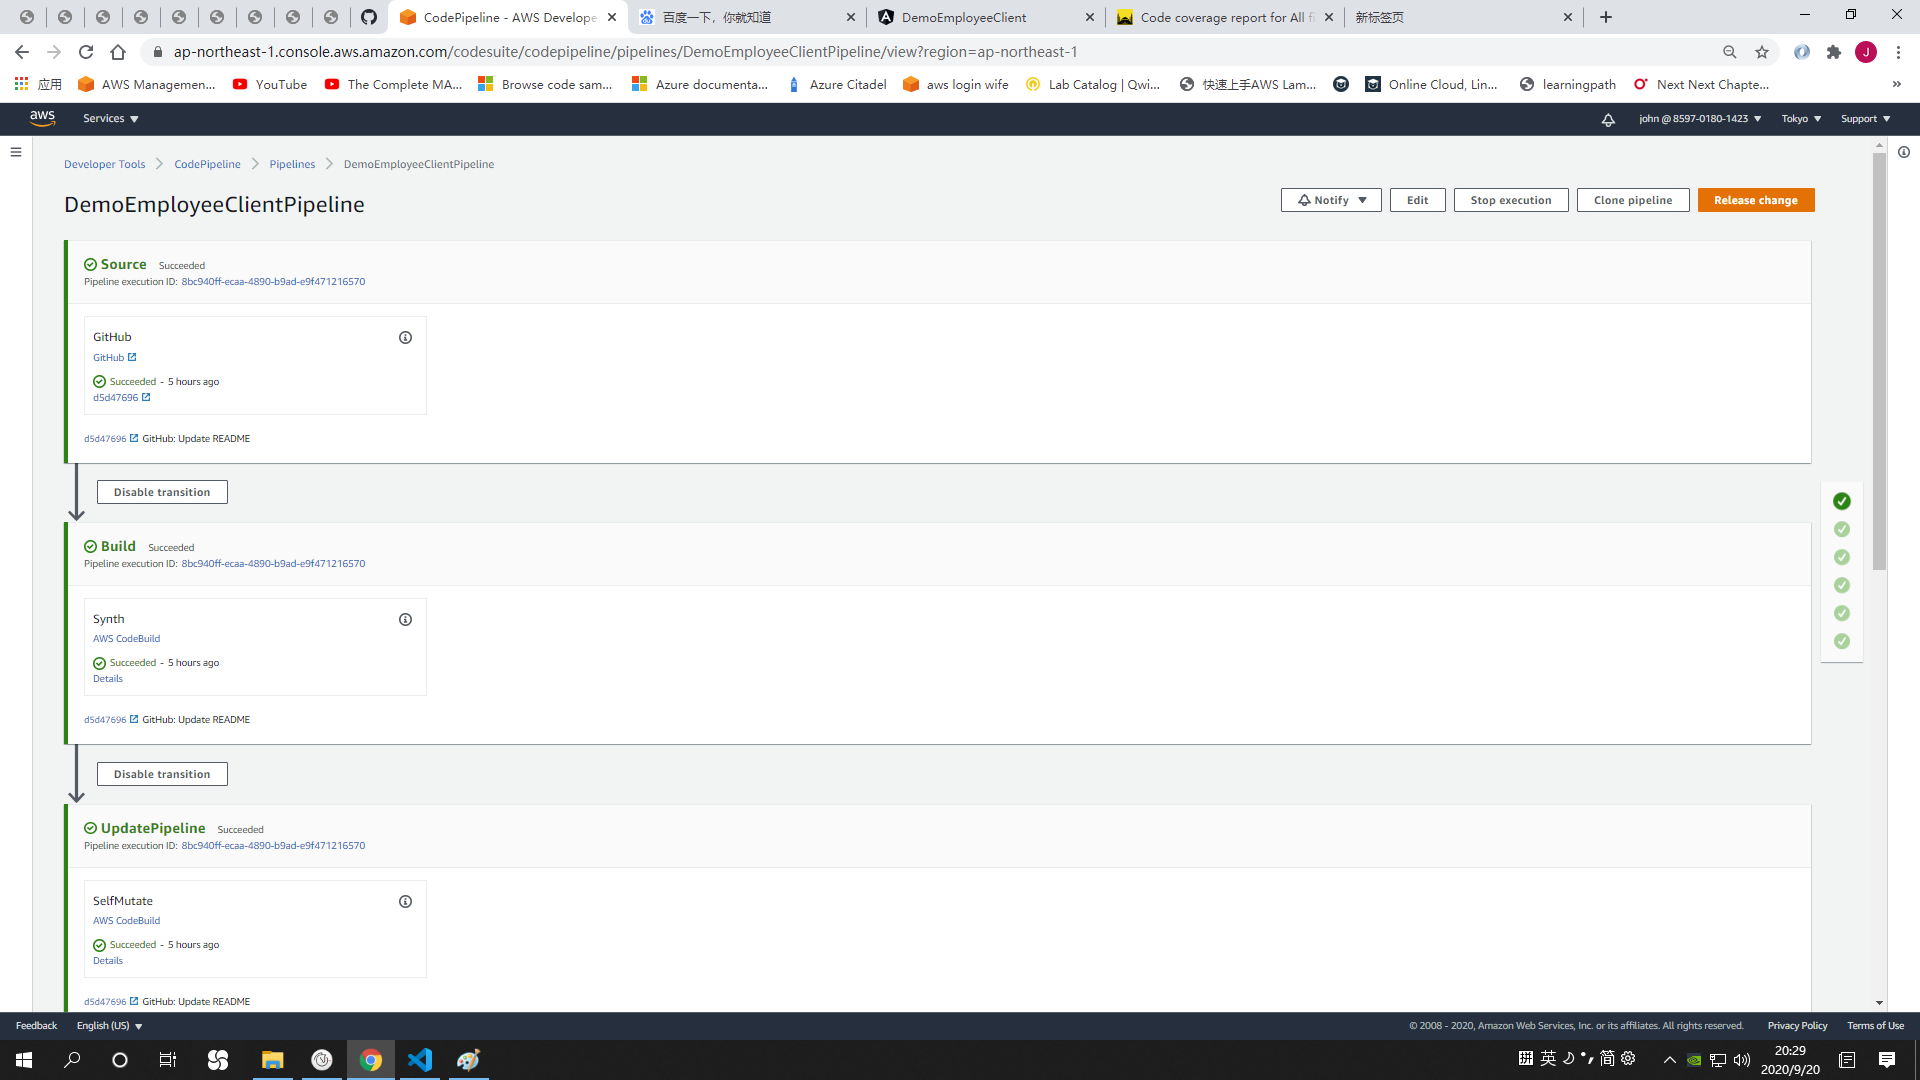 CodePipeline - AWS Develope
百度一下，你就知道
DemoEmployeeClient
Code coverage report for All fi
新标签页
ap-northeast-1.console.aws.amazon.com/codesuite/codepipeline/pipelines/DemoEmployeeClientPipeline/view?region=ap-northeast-1
J
应用
AWS Managemen...
YouTube
The Complete MA...
Browse code sam...
Azure documenta...
Azure Citadel
aws login wife
Lab Catalog | Qwi...
快速上手AWS Lam...
Online Cloud, Lin...
learningpath
Next Next Chapte...
»
aws
Services
john @ 8597-0180-1423
Tokyo
Support
Developer Tools
CodePipeline
Pipelines
DemoEmployeeClientPipeline
DemoEmployeeClientPipeline
Notify
Edit
Stop execution
Clone pipeline
Release change
Source Succeeded
Pipeline execution ID: 8bc940ff-ecaa-4890-b9ad-e9f471216570
GitHub
GitHub
Succeeded - 5 hours ago
d5d47696
d5d47696 GitHub: Update README
Disable transition
Build Succeeded
Pipeline execution ID: 8bc940ff-ecaa-4890-b9ad-e9f471216570
Synth
AWS CodeBuild
Succeeded - 5 hours ago
Details
d5d47696 GitHub: Update README
Disable transition
UpdatePipeline Succeeded
Pipeline execution ID: 8bc940ff-ecaa-4890-b9ad-e9f471216570
SelfMutate
AWS CodeBuild
Succeeded - 5 hours ago
Details
d5d47696 GitHub: Update README
Feedback
English (US)
© 2008 - 2020, Amazon Web Services, Inc. or its affiliates. All rights reserved.
Privacy Policy
Terms of Use
拼 英 简
20:29
2020/9/20